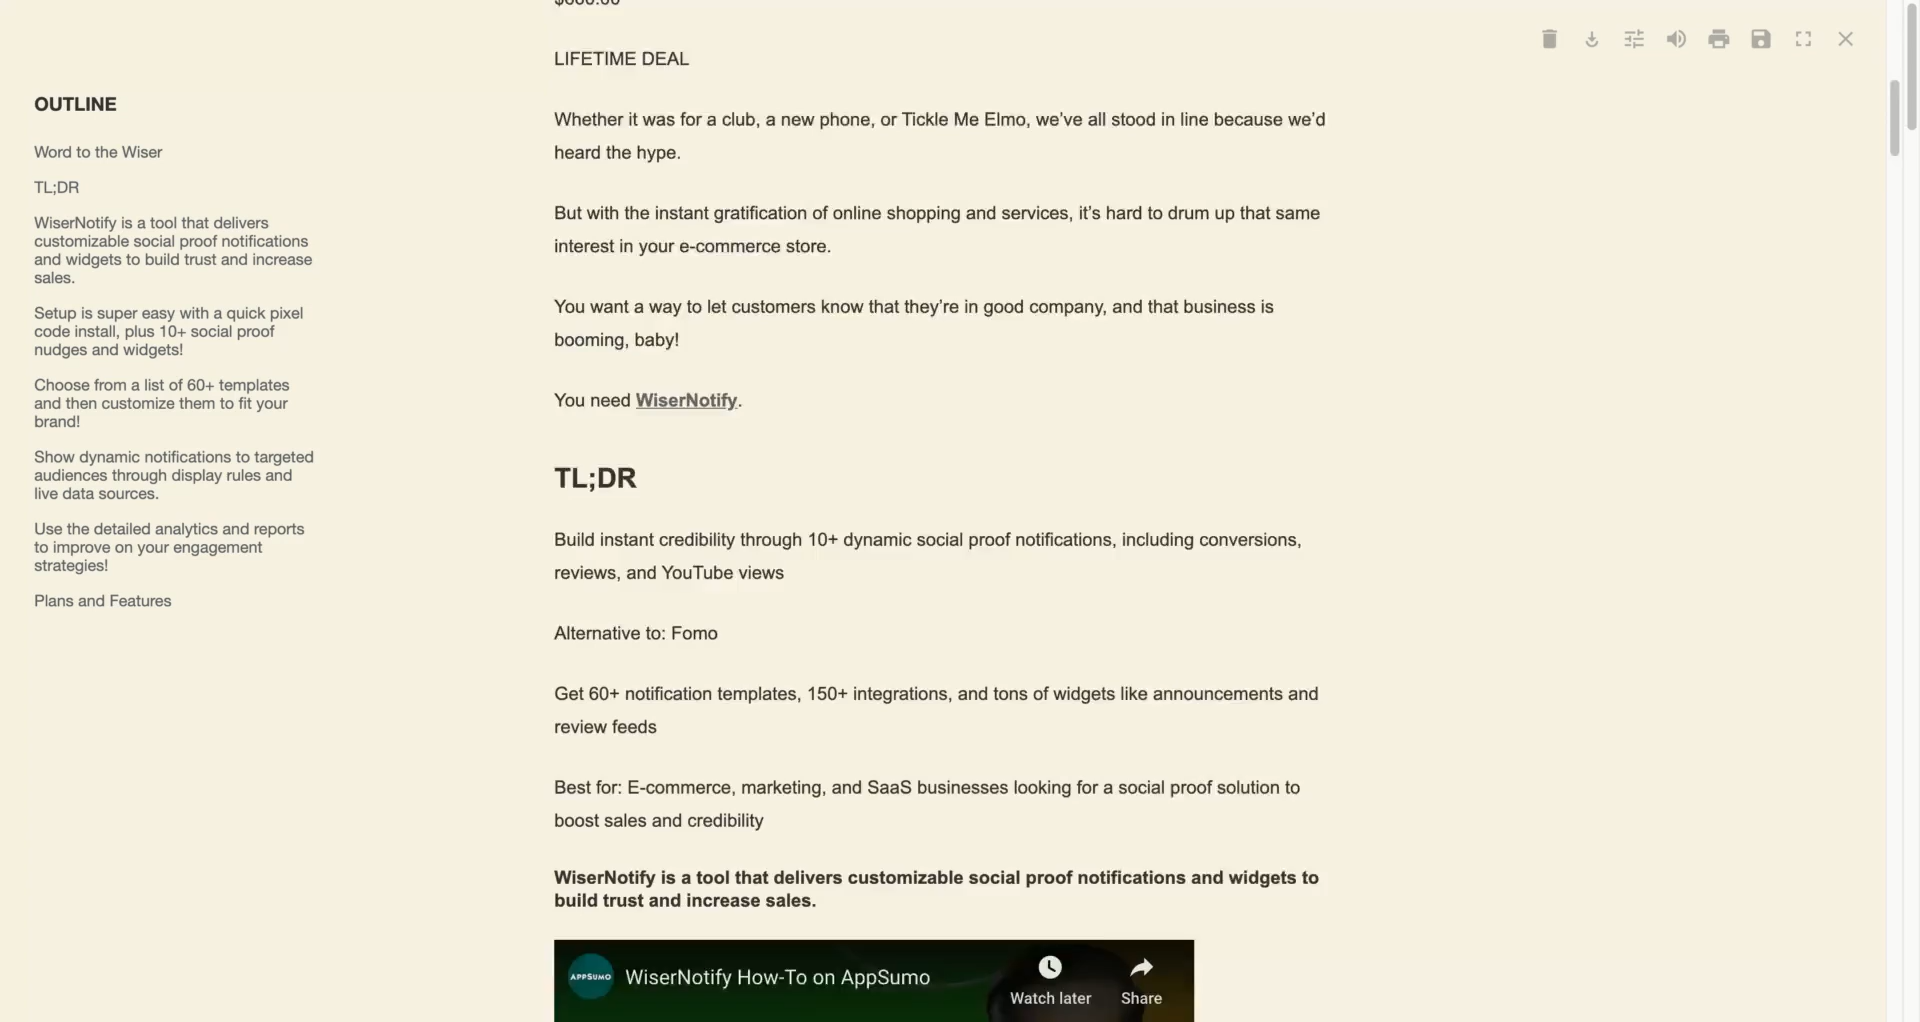 LIFETIME DEAL
OUTLINE
Word to the Wiser
TL;DR
WiserNotify is a tool that delivers
customizable social proof notifications
and widgets to build trust and increase
sales.
Setup is super easy with a quick pixel
code install, plus 10+ social proof
nudges and widgets!
Choose from a list of 60+ templates
and then customize them to fit your
brand!
Show dynamic notifications to targeted
audiences through display rules and
live data sources.
Use the detailed analytics and reports
to improve on your engagement
strategies!
Plans and Features
Whether it was for a club, a new phone, or Tickle Me Elmo, we’ve all stood in line because we’d
heard the hype.
But with the instant gratification of online shopping and services, it’s hard to drum up that same
interest in your e-commerce store.
You want a way to let customers know that they’re in good company, and that business is
booming, baby!
You need WiserNotify.
TL;DR
Build instant credibility through 10+ dynamic social proof notifications, including conversions,
reviews, and YouTube views
Alternative to: Fomo
Get 60+ notification templates, 150+ integrations, and tons of widgets like announcements and
review feeds
Best for: E-commerce, marketing, and SaaS businesses looking for a social proof solution to
boost sales and credibility
WiserNotify is a tool that delivers customizable social proof notifications and widgets to
build trust and increase sales.
APPSUMO
WiserNotify How-To on AppSumo
Watch later
Share